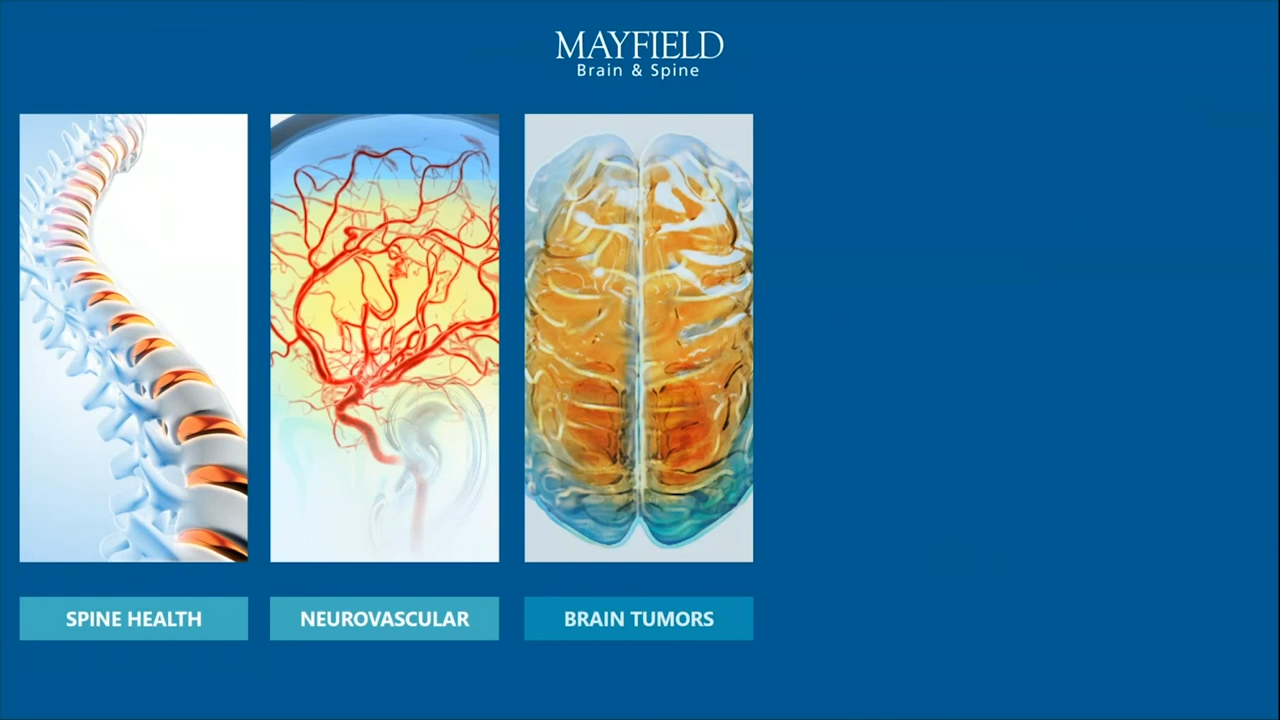 MAYFIELD
Brain & Spine
SPINE HEALTH
NEUROVASCULAR
BRAIN TUMORS